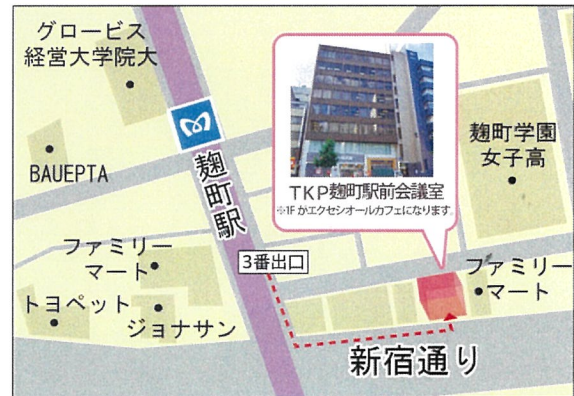 グロービス
経営大学院大
BAUEPTA
麹町駅
TKP麹町駅前会議室
※1Fがエクセシオールカフェになります。
麹町学園
女子高
3番出口
ファミリー
マート
トヨペット
ジョナサン
ファミリー
マート
新宿通り